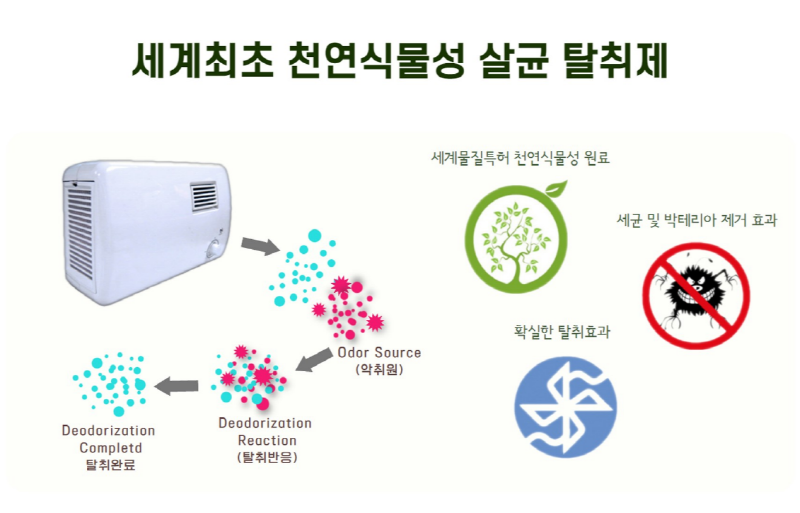 세계최초 천연식물성 살균 탈취제
세계물질특허 천연식물성 원료
세균 및 박테리아 제거 효과
확실한 탈취효과
Odor Source
(악취원)
Deodorization
Reaction
(탈취반응)
Deodorization
Completd
탈취완료